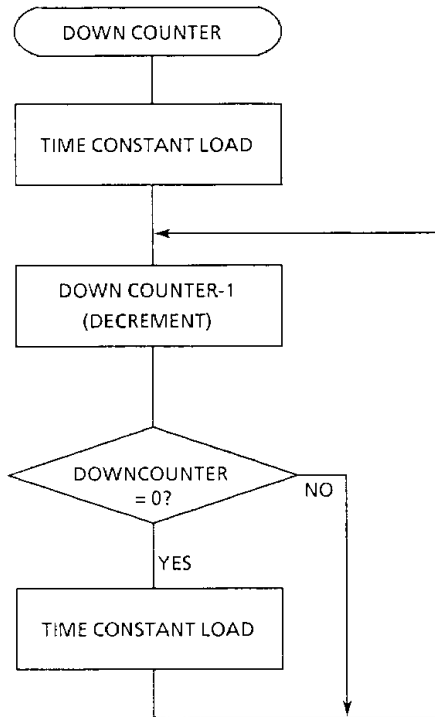 DOWN COUNTER
TIME CONSTANT LOAD
DOWN COUNTER-1
(DECREMENT)
DOWNCOUNTER
= 0?
NO
YES
TIME CONSTANT LOAD